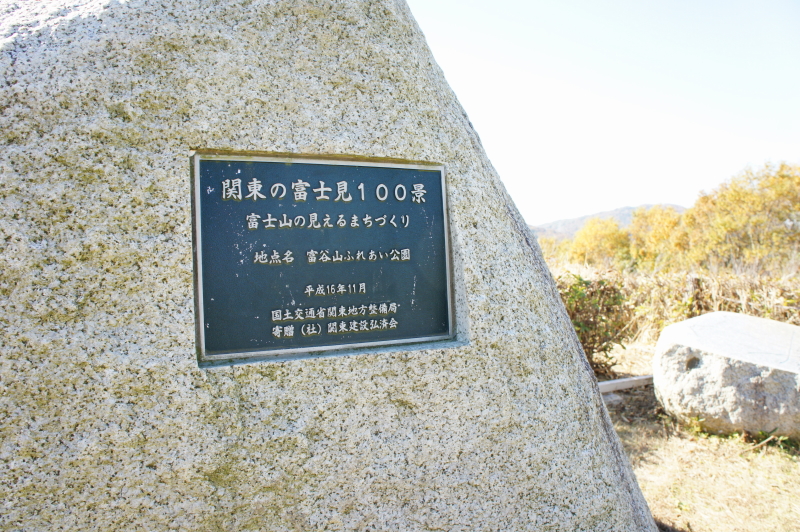 関東の富士見１００景
富士山の見えるまちづくり
地点名　富谷山ふれあい公園
平成16年11月
国土交通省関東地方整備局
寄贈（社）関東建設弘済会